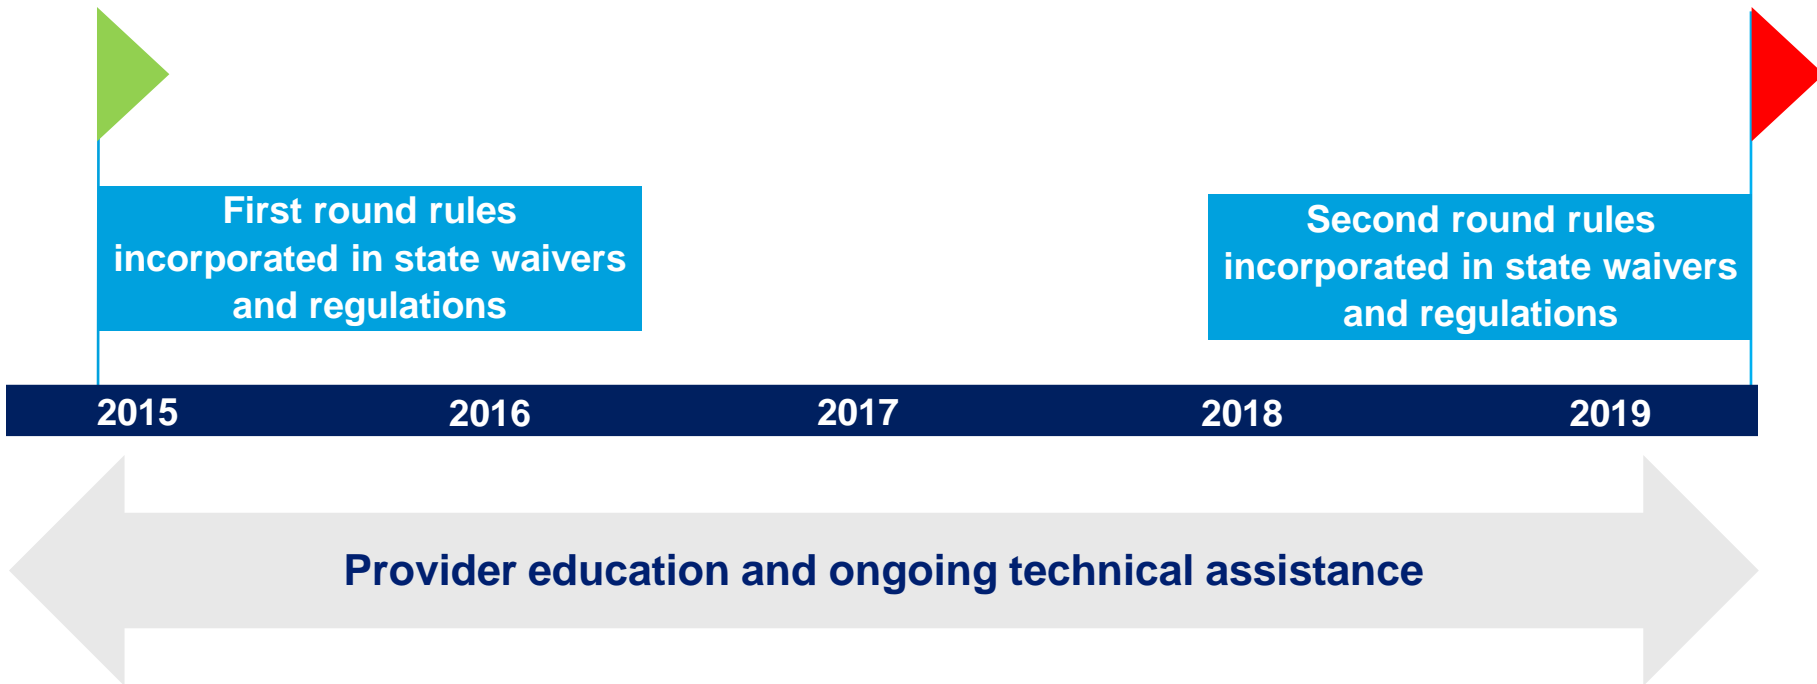 First round rules
incorporated in state waivers
and regulations
Second round rules
incorporated in state waivers
and regulations
2015 2016 2017 2018 2019
Provider education and ongoing technical assistance